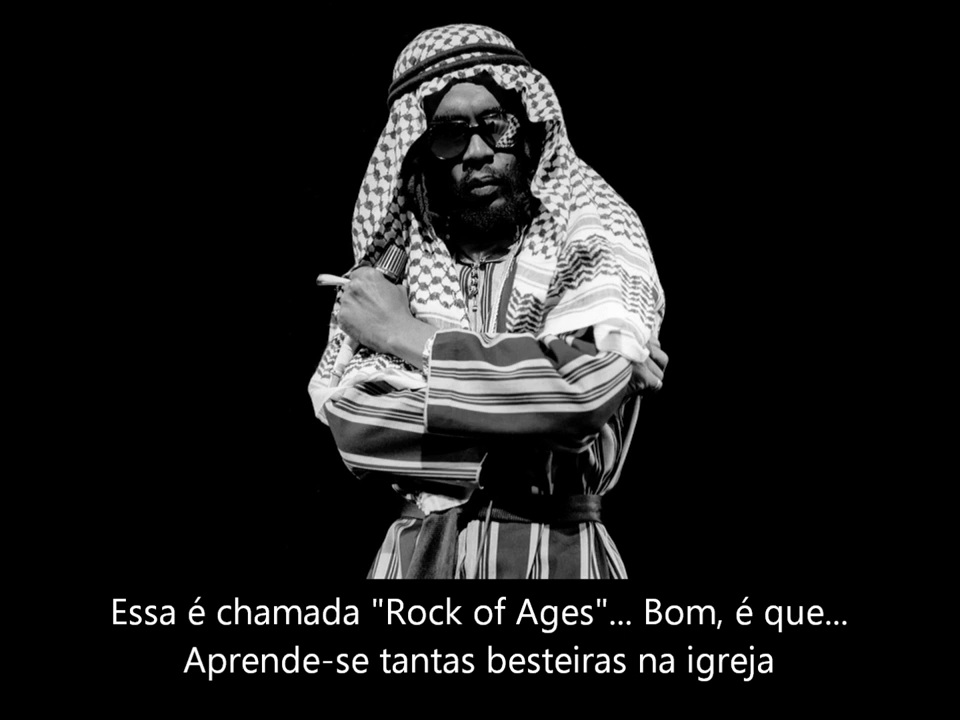 Essa é chamada "Rock of Ages"... Bom, é que...
Aprende-se tantas besteiras na igreja